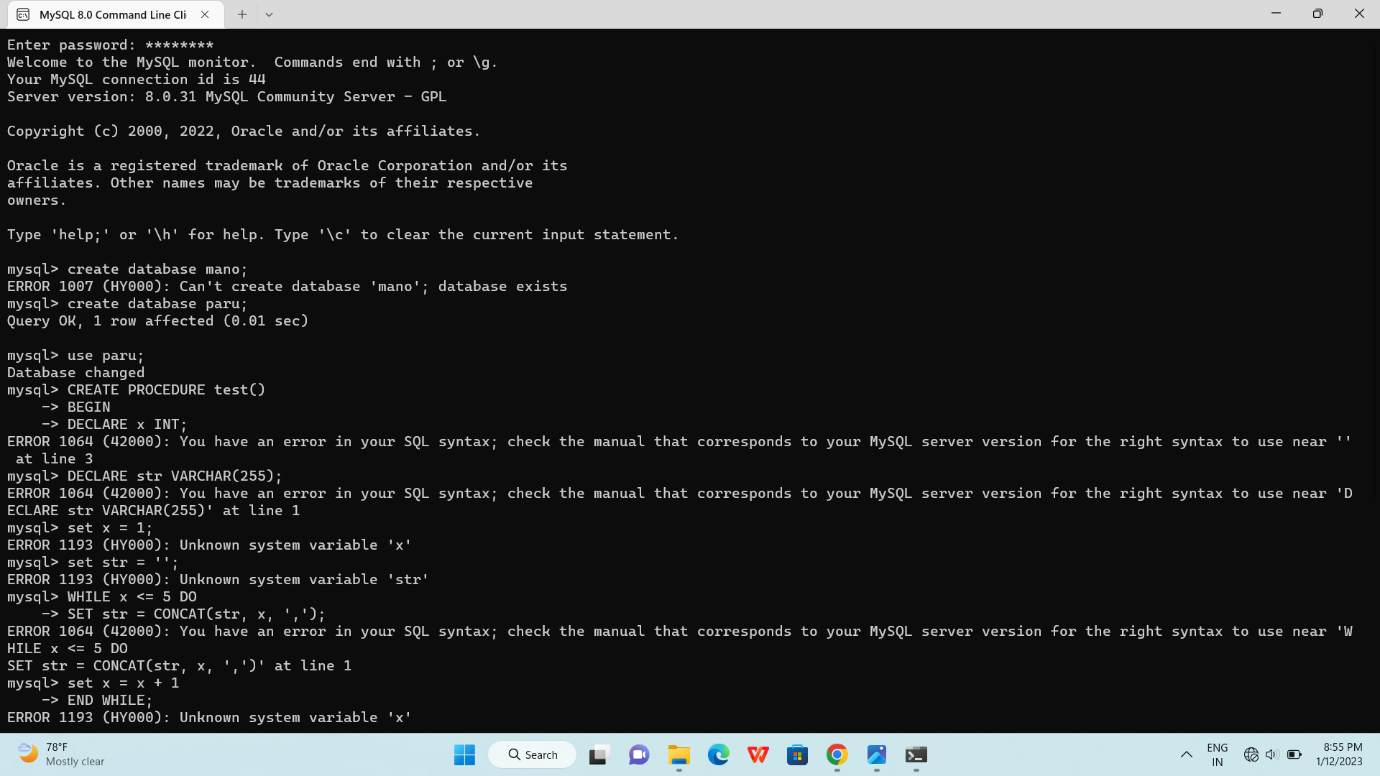 MySQL 8.0 Command Line Cli
Enter password: ********
Welcome to the MySQL monitor.  Commands end with ; or \g.
Your MySQL connection id is 44
Server version: 8.0.31 MySQL Community Server - GPL
Copyright (c) 2000, 2022, Oracle and/or its affiliates.
Oracle is a registered trademark of Oracle Corporation and/or its
affiliates. Other names may be trademarks of their respective
owners.
Type 'help;' or '\h' for help. Type '\c' to clear the current input statement.
mysql> create database mano;
ERROR 1007 (HY000): Can't create database 'mano'; database exists
mysql> create database paru;
Query OK, 1 row affected (0.01 sec)
mysql> use paru;
Database changed
mysql> CREATE PROCEDURE test()
    -> BEGIN
    -> DECLARE x INT;
ERROR 1064 (42000): You have an error in your SQL syntax; check the manual that corresponds to your MySQL server version for the right syntax to use near ''
 at line 3
mysql> DECLARE str VARCHAR(255);
ERROR 1064 (42000): You have an error in your SQL syntax; check the manual that corresponds to your MySQL server version for the right syntax to use near 'D
ECLARE str VARCHAR(255)' at line 1
mysql> set x = 1;
ERROR 1193 (HY000): Unknown system variable 'x'
mysql> set str = '';
ERROR 1193 (HY000): Unknown system variable 'str'
mysql> WHILE x <= 5 DO
    -> SET str = CONCAT(str, x, ',');
ERROR 1064 (42000): You have an error in your SQL syntax; check the manual that corresponds to your MySQL server version for the right syntax to use near 'W
HILE x <= 5 DO
SET str = CONCAT(str, x, ',')' at line 1
mysql> set x = x + 1
    -> END WHILE;
ERROR 1193 (HY000): Unknown system variable 'x'
78°F
Mostly clear
Search
ENG
IN
8:55 PM
1/12/2023